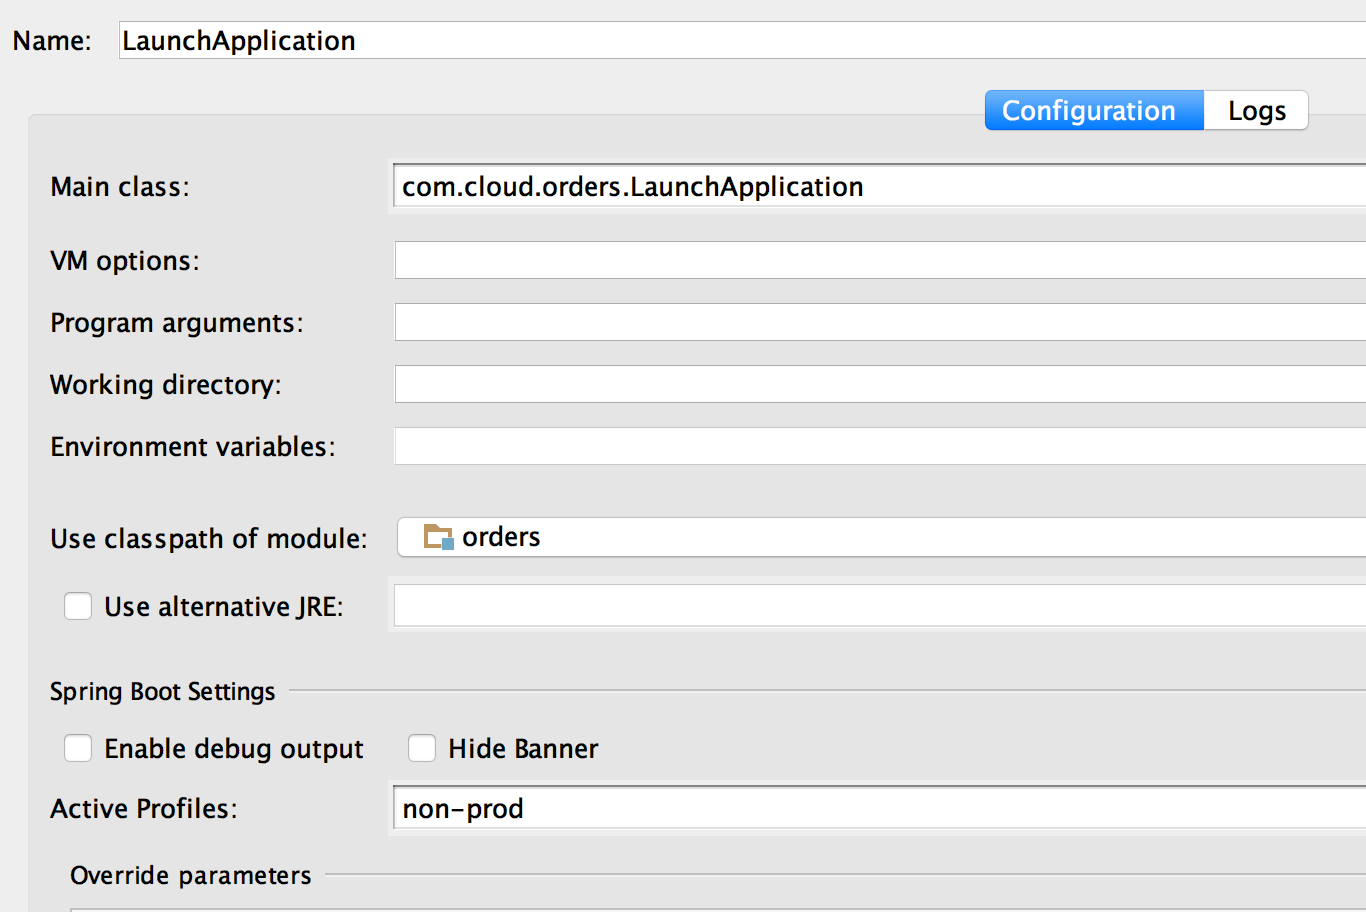 Name: LaunchApplication
Configuration Logs
Main class: com.cloud.orders.LaunchApplication
VM options:
Program arguments:
Working directory:
Environment variables:
Use classpath of module: orders
Use alternative JRE:
Spring Boot Settings
Enable debug output Hide Banner
Active Profiles: non-prod
Override parameters